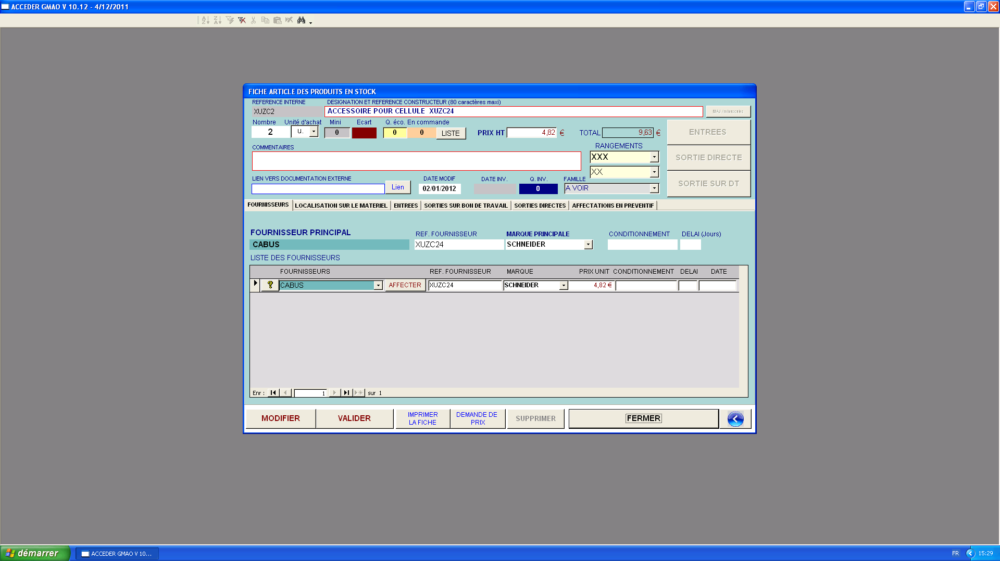 ACCEDER GMAO V 10.12 - 4/12/2011
FICHE ARTICLE DES PRODUITS EN STOCK
REFERENCE INTERNE DESIGNATION ET REFERENCE CONSTRUCTEUR (80 caractères maxi)
XUZC2 ACCESSOIRE POUR CELLULE XUZC24 MAJ /minuscules
Nombre Unité d'achat Mini Ecart Q. éco. En commande
2 u. 0 0 0 LISTE PRIX HT 4,82 € TOTAL 9,63 € ENTREES
COMMENTAIRES RANGEMENTS
XXX SORTIE DIRECTE
XX
LIEN VERS DOCUMENTATION EXTERNE DATE MODIF DATE INV. Q. INV. FAMILLE
Lien 02/01/2012 0 A VOIR SORTIE SUR DT
FOURNISSEURS LOCALISATION SUR LE MATERIEL ENTREES SORTIES SUR BON DE TRAVAIL SORTIES DIRECTES AFFECTATIONS EN PREVENTIF
FOURNISSEUR PRINCIPAL REF. FOURNISSEUR MARQUE PRINCIPALE CONDITIONNEMENT DELAI (Jours)
CABUS XUZC24 SCHNEIDER
LISTE DES FOURNISSEURS
FOURNISSEURS REF. FOURNISSEUR MARQUE PRIX UNIT CONDITIONNEMENT DELAI DATE
? CABUS AFFECTER XUZC24 SCHNEIDER 4,82 €
Enr : 1 sur 1
MODIFIER VALIDER IMPRIMER LA FICHE DEMANDE DE PRIX SUPPRIMER FERMER
démarrer ACCEDER GMAO V 10... FR 15:29